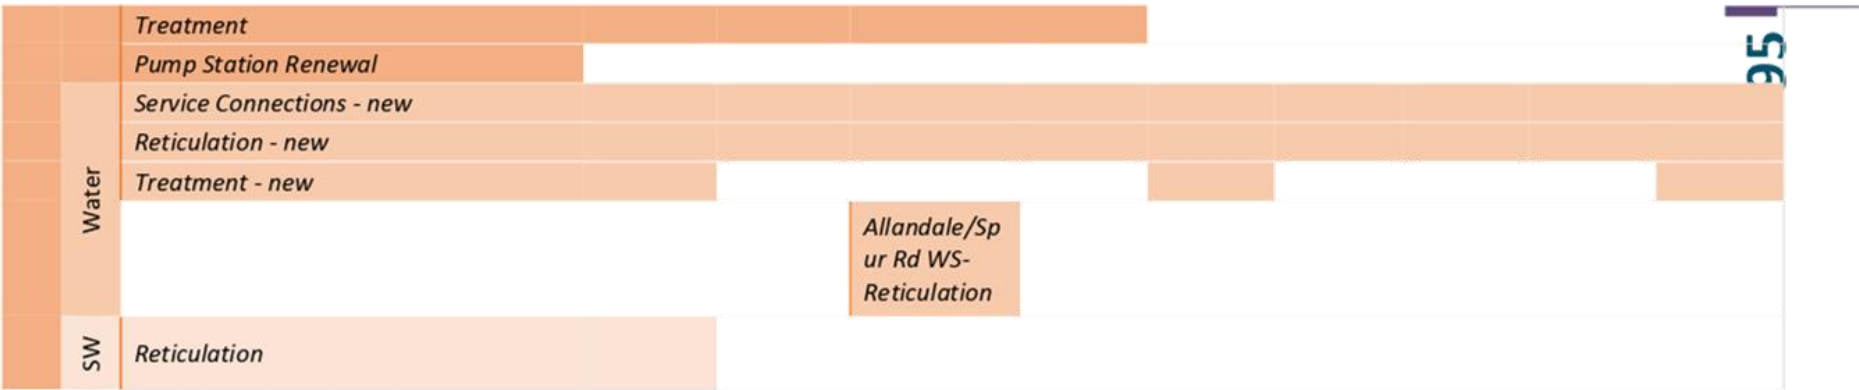 Treatment
Pump Station Renewal
Service Connections - new
Reticulation - new
Treatment - new
Water
Allandale/Sp
ur Rd WS-
Reticulation
SW
Reticulation
95